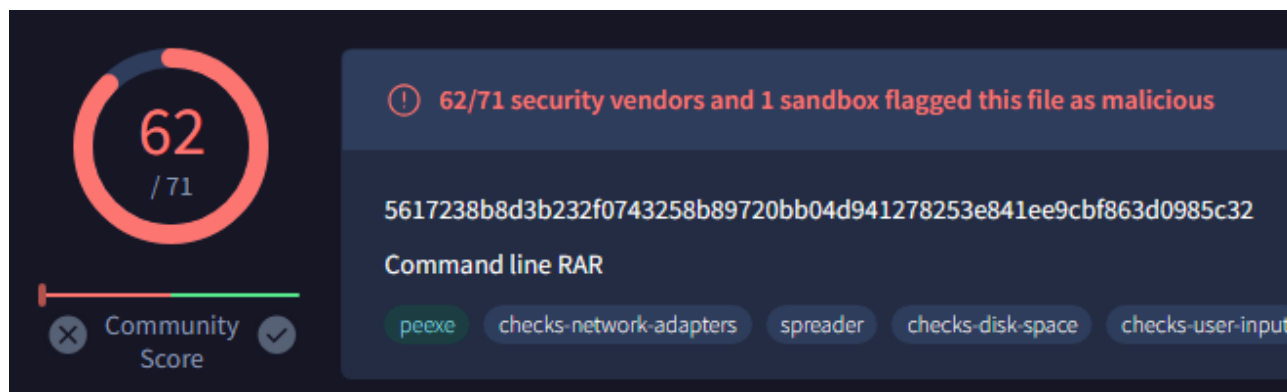 62
/ 71
Community
Score
62/71 security vendors and 1 sandbox flagged this file as malicious
5617238b8d3b232f0743258b89720bb04d941278253e841ee9cbf863d0985c32
Command line RAR
peexe checks-network-adapters spreader checks-disk-space checks-user-input